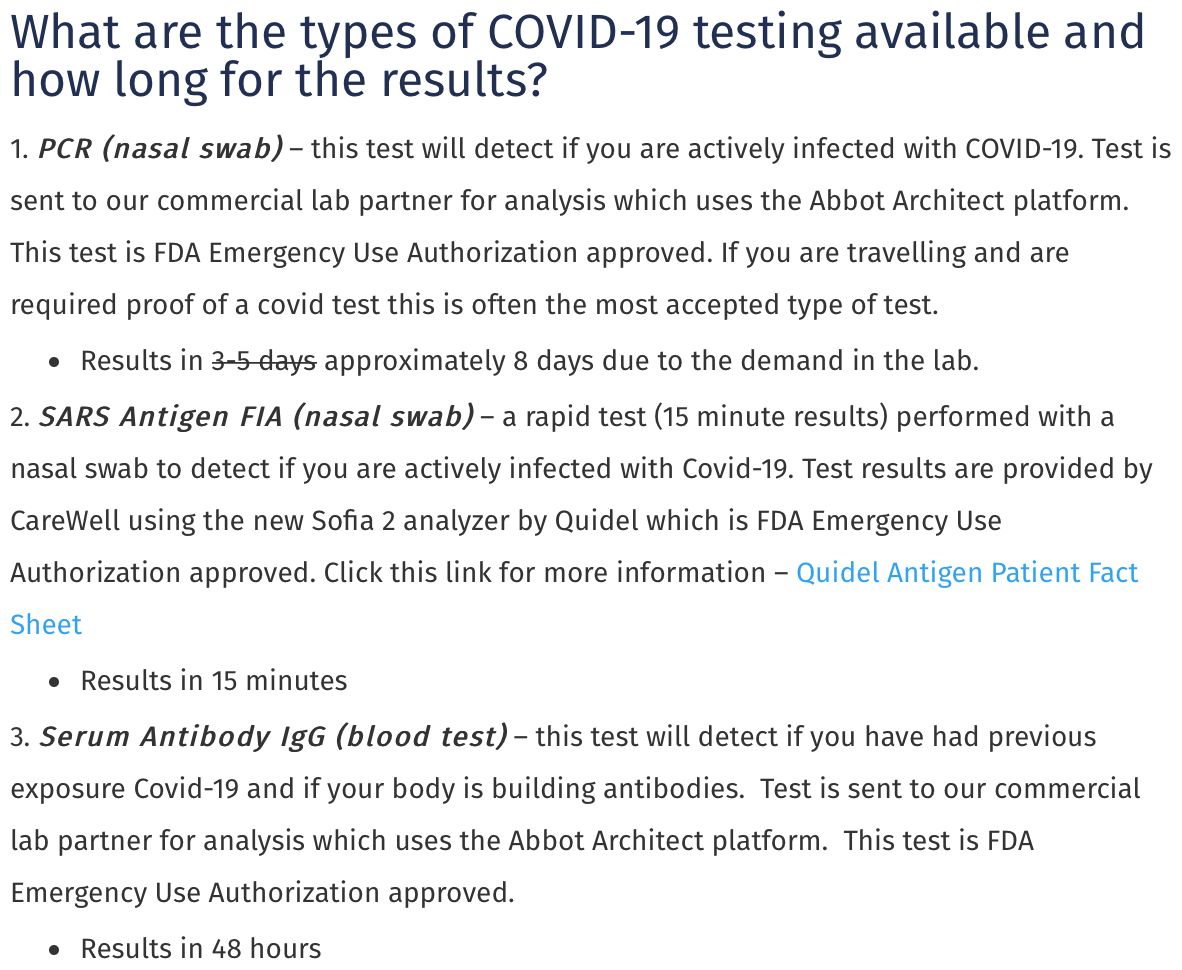 What are the types of COVID-19 testing available and
how long for the results?
1. PCR (nasal swab) – this test will detect if you are actively infected with COVID-19. Test is
sent to our commercial lab partner for analysis which uses the Abbot Architect platform.
This test is FDA Emergency Use Authorization approved. If you are travelling and are
required proof of a covid test this is often the most accepted type of test.
• Results in 3-5 days approximately 8 days due to the demand in the lab.
2. SARS Antigen FIA (nasal swab) – a rapid test (15 minute results) performed with a
nasal swab to detect if you are actively infected with Covid-19. Test results are provided by
CareWell using the new Sofia 2 analyzer by Quidel which is FDA Emergency Use
Authorization approved. Click this link for more information – Quidel Antigen Patient Fact
Sheet
• Results in 15 minutes
3. Serum Antibody IgG (blood test) – this test will detect if you have had previous
exposure Covid-19 and if your body is building antibodies.  Test is sent to our commercial
lab partner for analysis which uses the Abbot Architect platform.  This test is FDA
Emergency Use Authorization approved.
• Results in 48 hours